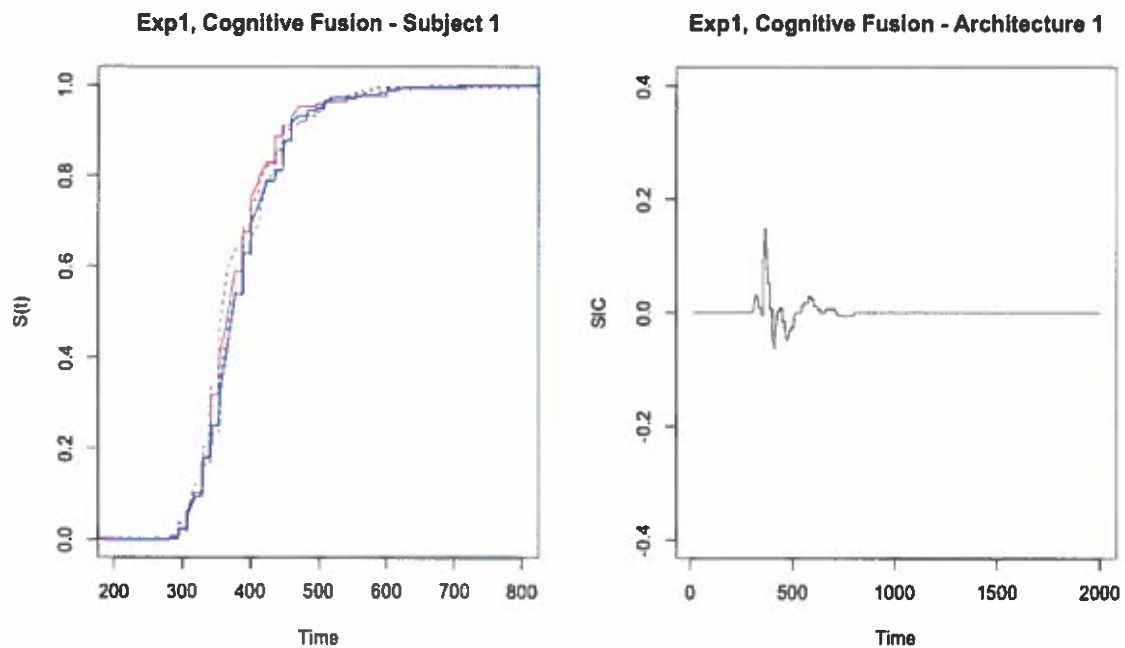 Exp1, Cognitive Fusion - Subject 1
S(t)
1.0
0.8
0.6
0.4
0.2
0.0
200 300 400 500 600 700 800
Time
Exp1, Cognitive Fusion - Architecture 1
SIC
0.4
0.2
0.0
-0.2
-0.4
0 500 1000 1500 2000
Time